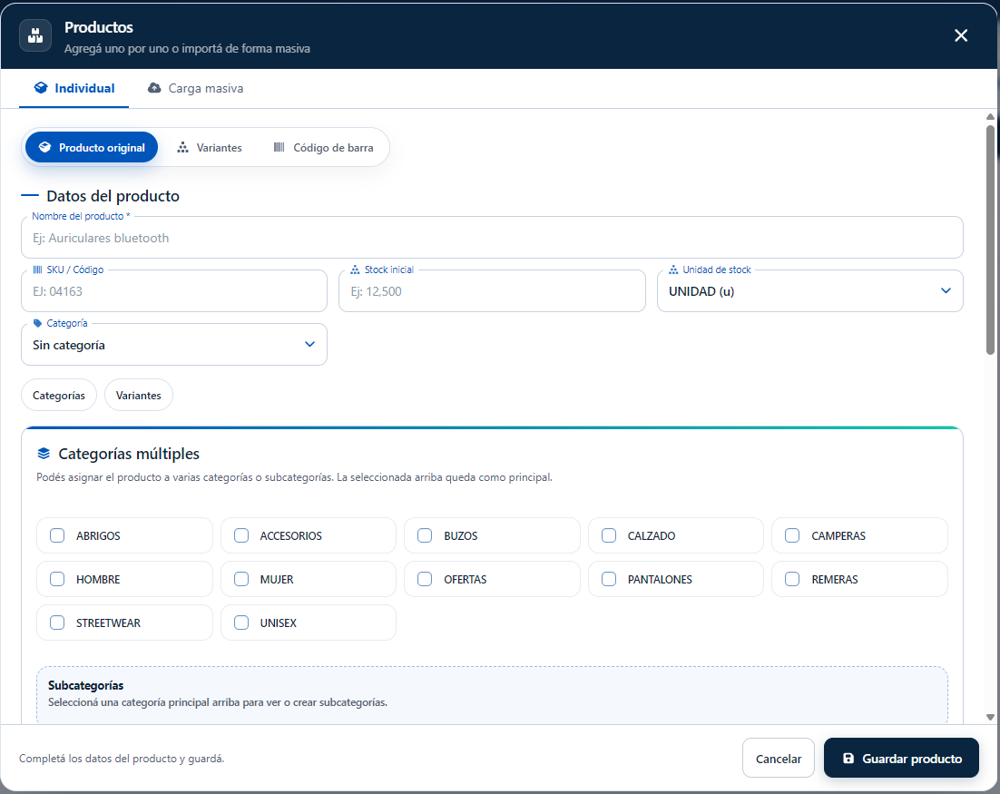 Productos
Agregá uno por uno o importá de forma masiva
Individual
Carga masiva
Producto original
Variantes
Código de barra
Datos del producto
Nombre del producto *
Ej: Auriculares bluetooth
SKU / Código
Stock inicial
Unidad de stock
EJ: 04163
Ej: 12,500
UNIDAD (u)
Categoría
Sin categoría
Categorías
Variantes
Categorías múltiples
Podés asignar el producto a varias categorías o subcategorías. La seleccionada arriba queda como principal.
ABRIGOS
ACCESORIOS
BUZOS
CALZADO
CAMPERAS
HOMBRE
MUJER
OFERTAS
PANTALONES
REMERAS
STREETWEAR
UNISEX
Subcategorías
Seleccioná una categoría principal arriba para ver o crear subcategorías.
Completá los datos del producto y guardá.
Cancelar
Guardar producto